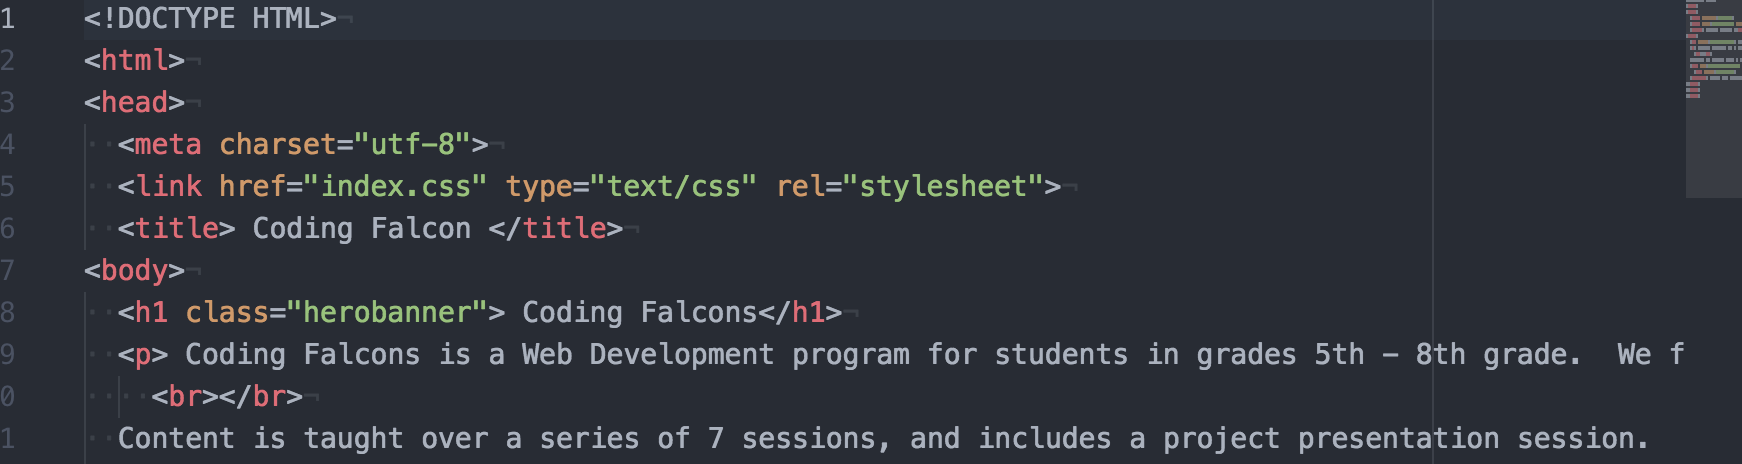 1 <!DOCTYPE HTML>¬
2 <html>¬
3 <head>¬
4 <meta charset="utf-8">¬
5 <link href="index.css" type="text/css" rel="stylesheet">¬
6 <title> Coding Falcon </title>¬
7 <body>¬
8 <h1 class="herobanner"> Coding Falcons</h1>¬
9 <p> Coding Falcons is a Web Development program for students in grades 5th - 8th grade.  We f
0 <br></br>¬
1 Content is taught over a series of 7 sessions, and includes a project presentation session.